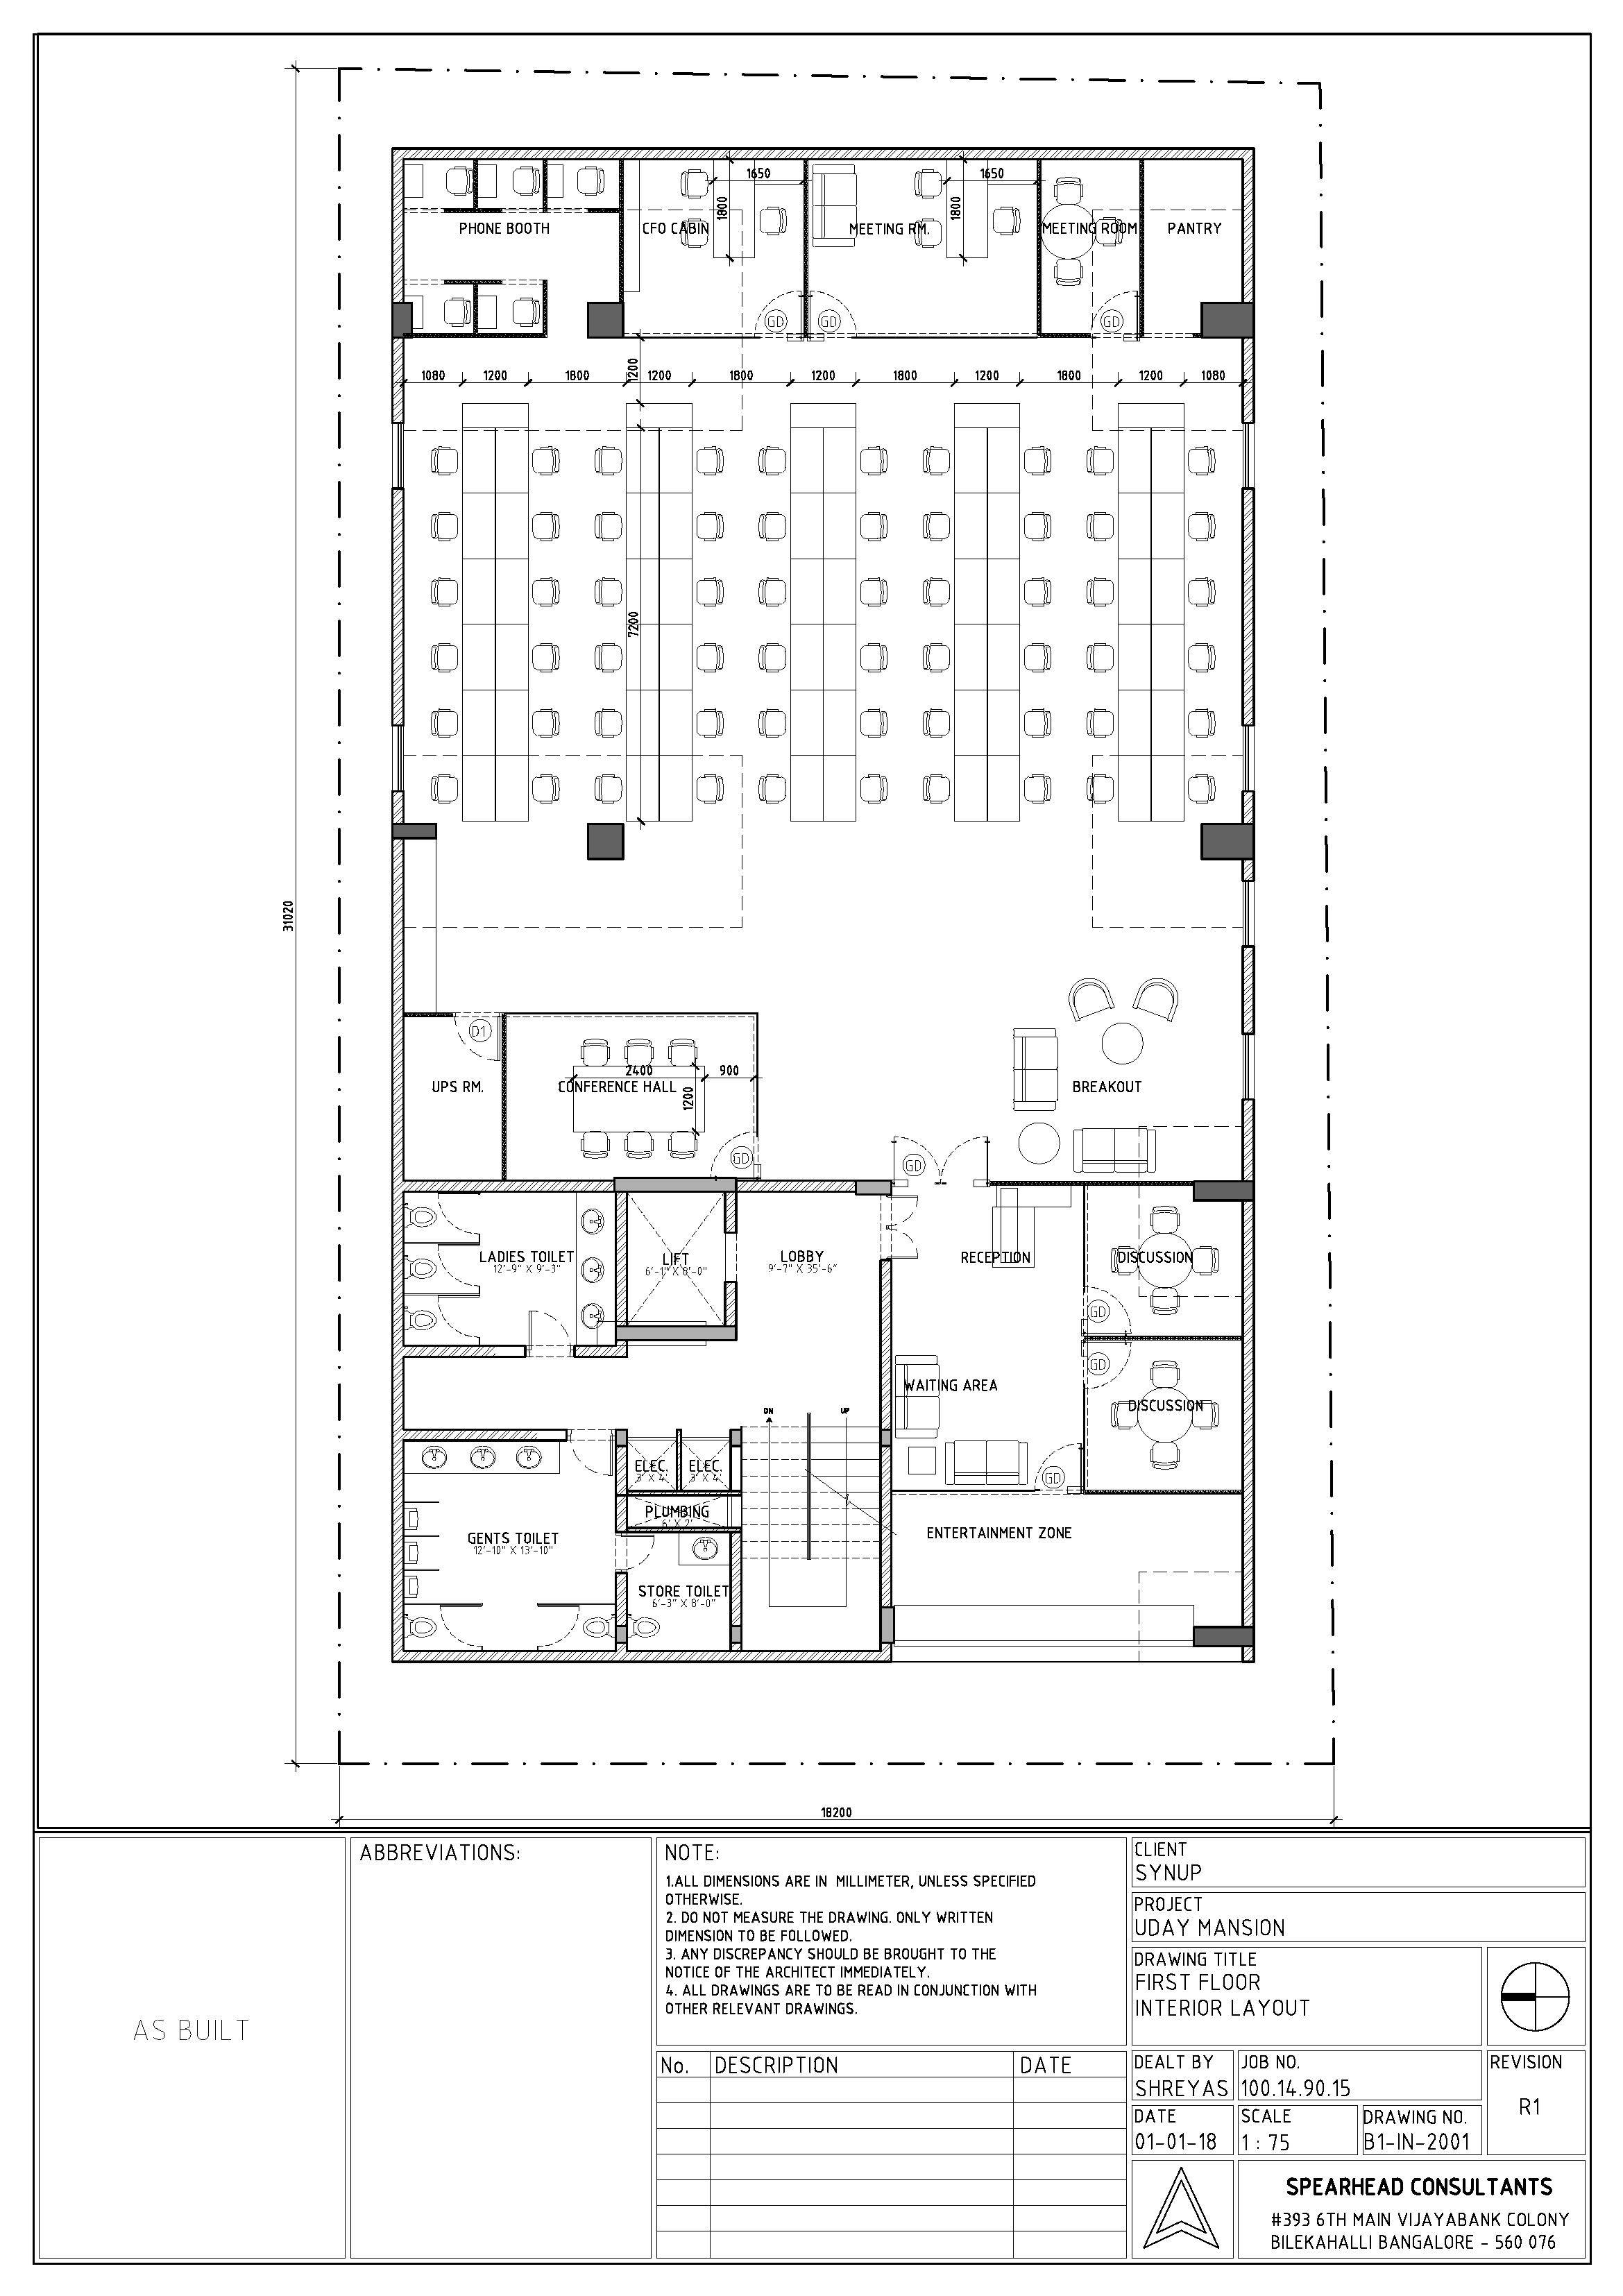 1650
1650
1800
1800
PHONE BOOTH
CFO CABIN
MEETING RM.
MEETING ROOM
PANTRY
GD
GD
GD
1200
1080
1200
1800
1200
1800
1200
1800
1200
1800
1200
1080
7200
31020
D1
UPS RM.
2400
900
CONFERENCE HALL
1200
BREAKOUT
GD
GD
LADIES TOILET
12'-9" X 9'-3"
LIFT
6'-1" X 8'-0"
LOBBY
9'-7" X 35'-6"
RECEPTION
DISCUSSION
GD
GD
WAITING AREA
DISCUSSION
DN
UP
ELEC.
3' X 4'
ELEC.
3' X 4'
GD
PLUMBING
6' X 2'
GENTS TOILET
12'-10" X 13'-10"
ENTERTAINMENT ZONE
STORE TOILET
6'-3" X 8'-0"
18200
AS BUILT
ABBREVIATIONS:
NOTE:
1.ALL DIMENSIONS ARE IN MILLIMETER, UNLESS SPECIFIED
OTHERWISE.
2. DO NOT MEASURE THE DRAWING. ONLY WRITTEN
DIMENSION TO BE FOLLOWED.
3. ANY DISCREPANCY SHOULD BE BROUGHT TO THE
NOTICE OF THE ARCHITECT IMMEDIATELY.
4. ALL DRAWINGS ARE TO BE READ IN CONJUNCTION WITH
OTHER RELEVANT DRAWINGS.
No. DESCRIPTION DATE
CLIENT
SYNUP
PROJECT
UDAY MANSION
DRAWING TITLE
FIRST FLOOR
INTERIOR LAYOUT
DEALT BY
SHREYAS
JOB NO.
100.14.90.15
REVISION
R1
DATE
01-01-18
SCALE
1 : 75
DRAWING NO.
B1-IN-2001
SPEARHEAD CONSULTANTS
#393 6TH MAIN VIJAYABANK COLONY
BILEKAHALLI BANGALORE - 560 076